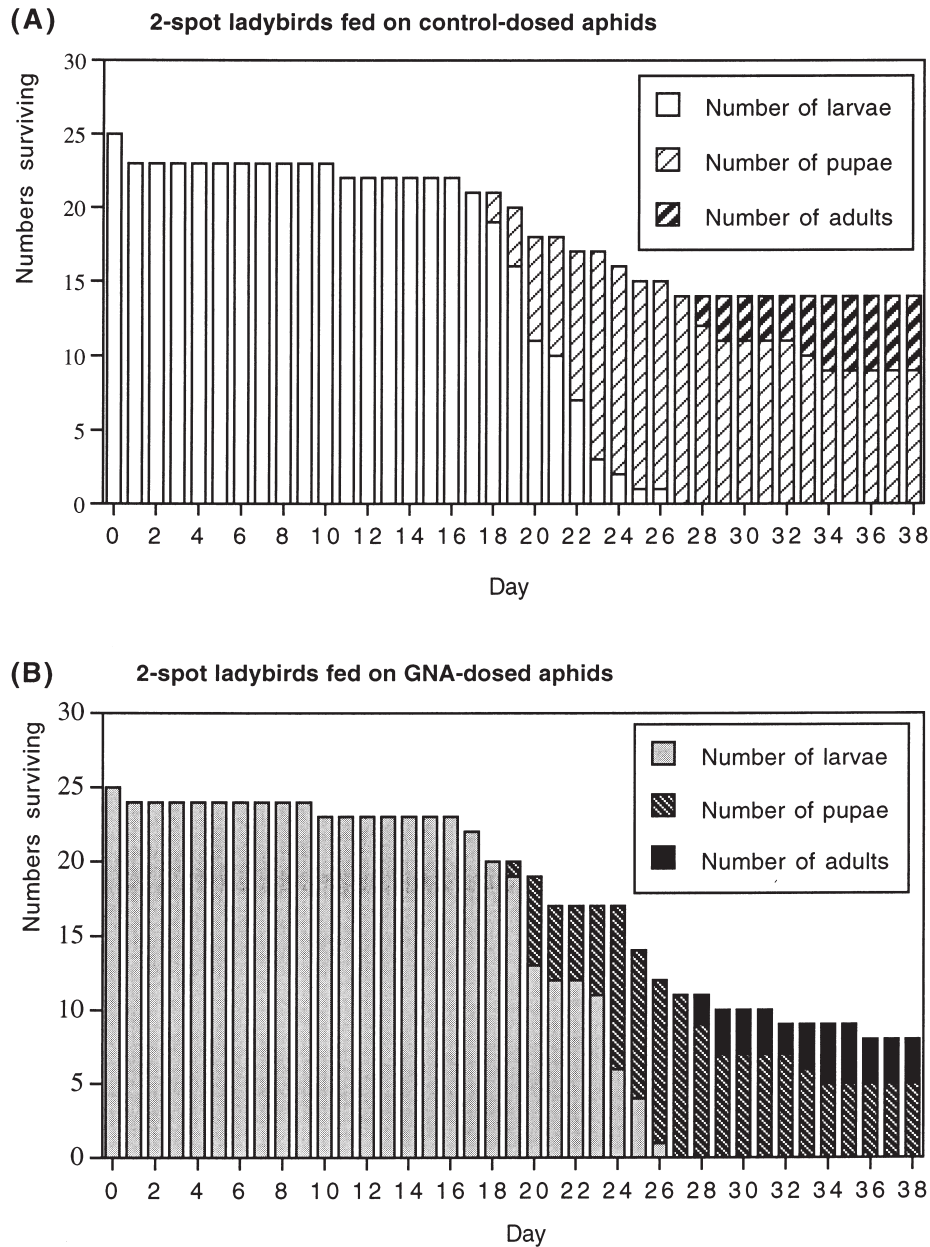 (A) 2-spot ladybirds fed on control-dosed aphids
Numbers surviving
30
25
20
15
10
5
0
Number of larvae
Number of pupae
Number of adults
0 2 4 6 8 10 12 14 16 18 20 22 24 26 28 30 32 34 36 38
Day
(B) 2-spot ladybirds fed on GNA-dosed aphids
Numbers surviving
30
25
20
15
10
5
0
Number of larvae
Number of pupae
Number of adults
0 2 4 6 8 10 12 14 16 18 20 22 24 26 28 30 32 34 36 38
Day